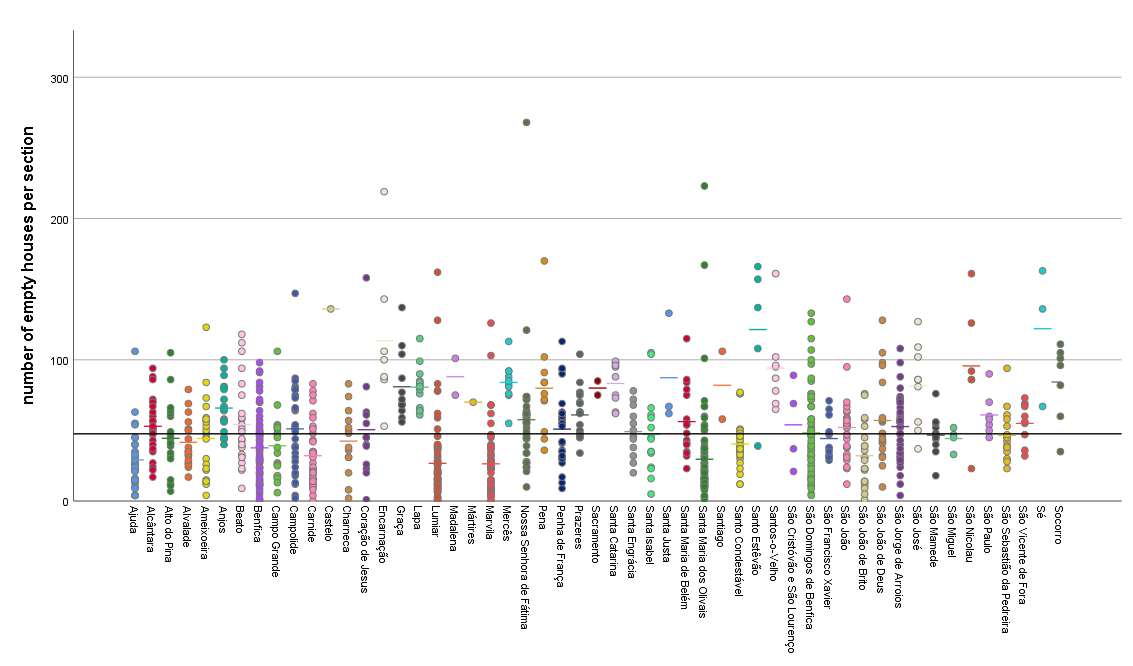 number of empty houses per section
300
200
100
0
Ajuda
Alcântara
Alto do Pina
Alvalade
Ameixoeira
Anjos
Beato
Benfica
Campo Grande
Campolide
Carnide
Castelo
Charneca
Coração de Jesus
Encarnação
Graça
Lapa
Lumiar
Madalena
Mártires
Marvila
Mercês
Nossa Senhora de Fátima
Pena
Penha de França
Prazeres
Sacramento
Santa Catarina
Santa Engrácia
Santa Isabel
Santa Justa
Santa Maria de Belém
Santa Maria dos Olivais
Santiago
Santo Condestável
Santo Estêvão
Santos-o-Velho
São Cristóvão e São Lourenço
São Domingos de Benfica
São Francisco Xavier
São João
São João de Brito
São João de Deus
São Jorge de Arroios
São José
São Mamede
São Miguel
São Nicolau
São Paulo
São Sebastião da Pedreira
São Vicente de Fora
Sé
Socorro